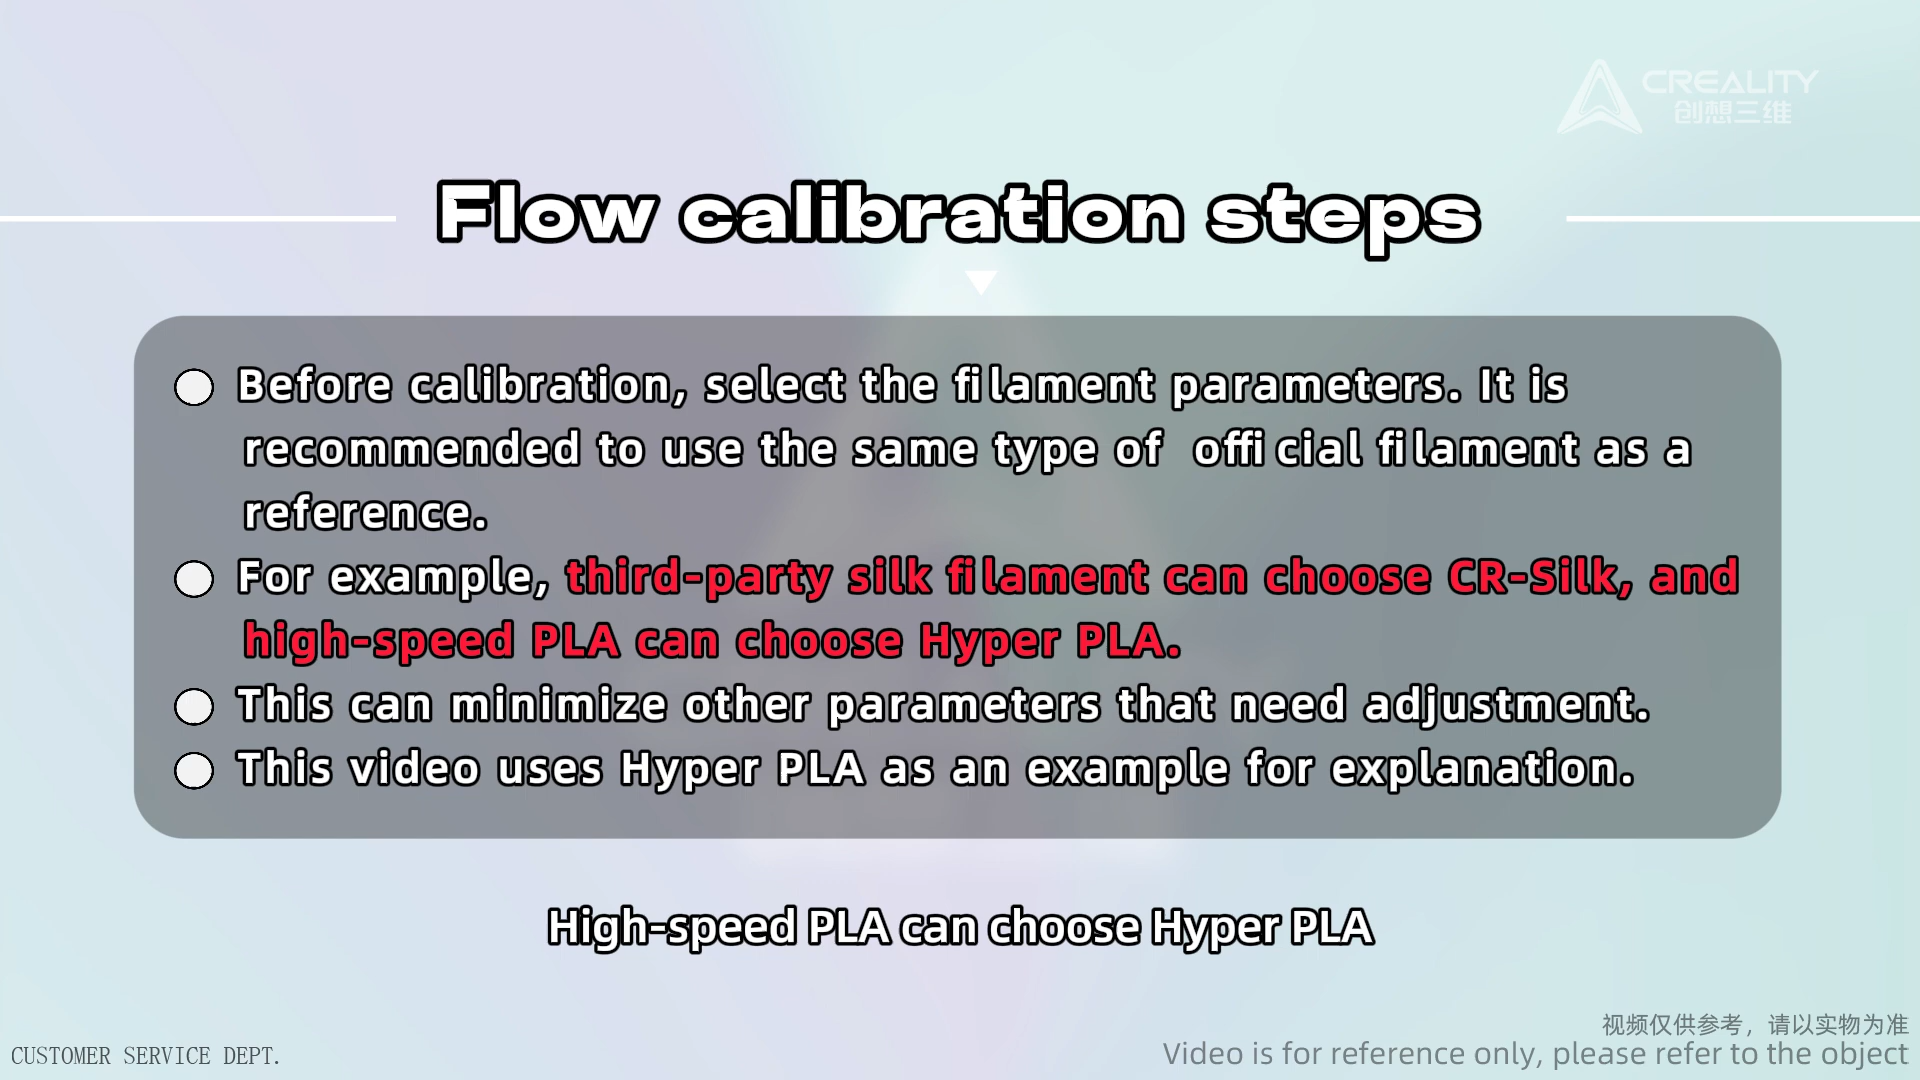 CREALITY
创想三维
Flow calibration steps
Before calibration, select the filament parameters. It is
recommended to use the same type of official filament as a
reference.
For example, third-party silk filament can choose CR-Silk, and
high-speed PLA can choose Hyper PLA.
This can minimize other parameters that need adjustment.
This video uses Hyper PLA as an example for explanation.
High-speed PLA can choose Hyper PLA
视频仅供参考，请以实物为准
CUSTOMER SERVICE DEPT.
Video is for reference only, please refer to the object